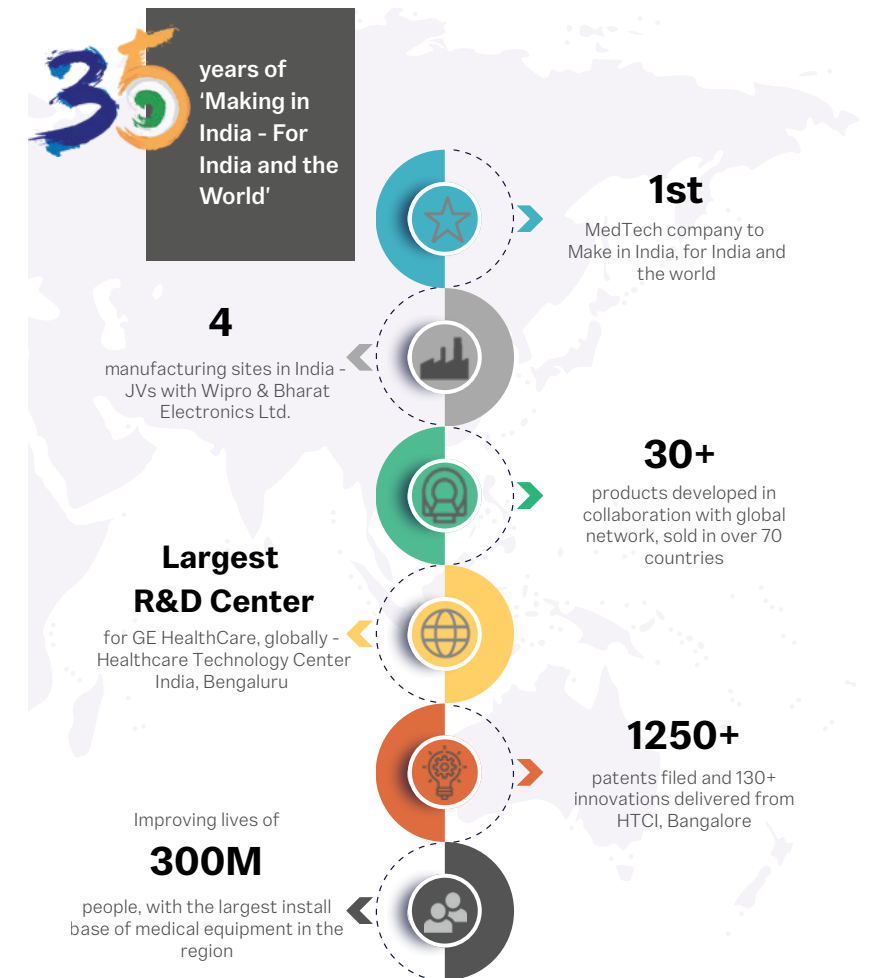 35
years of
‘Making in
India - For
India and the
World’
1st
MedTech company to
Make in India, for India and
the world
4
manufacturing sites in India -
JVs with Wipro & Bharat
Electronics Ltd.
30+
products developed in
collaboration with global
network, sold in over 70
countries
Largest
R&D Center
for GE HealthCare, globally -
Healthcare Technology Center
India, Bengaluru
1250+
patents filed and 130+
innovations delivered from
HTCI, Bangalore
Improving lives of
300M
people, with the largest install
base of medical equipment in the
region